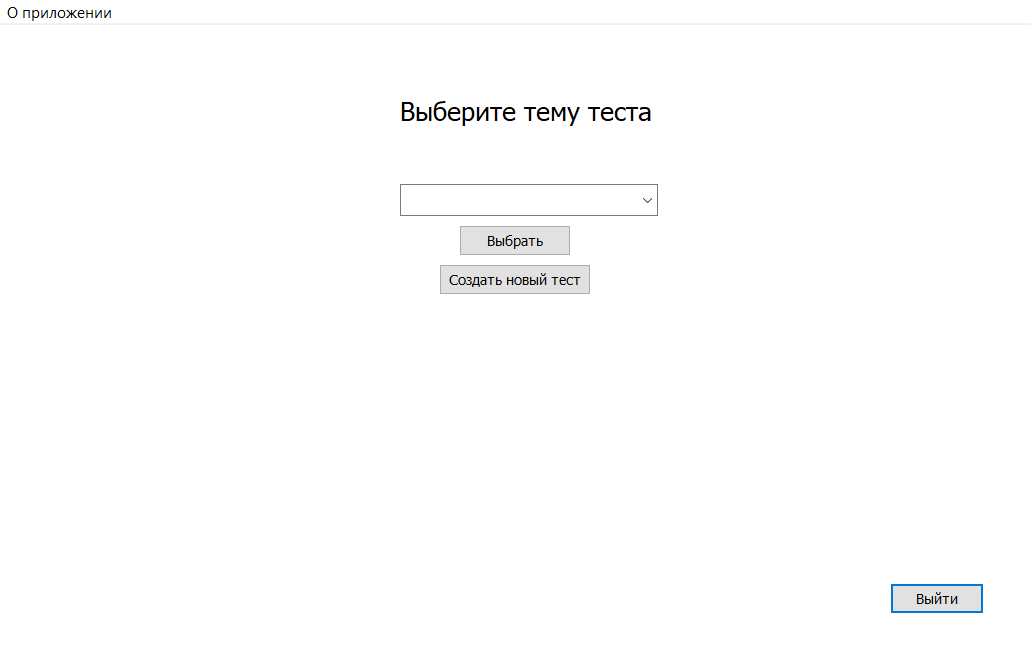 О приложении
Выберите тему теста
Выбрать
Создать новый тест
Выйти